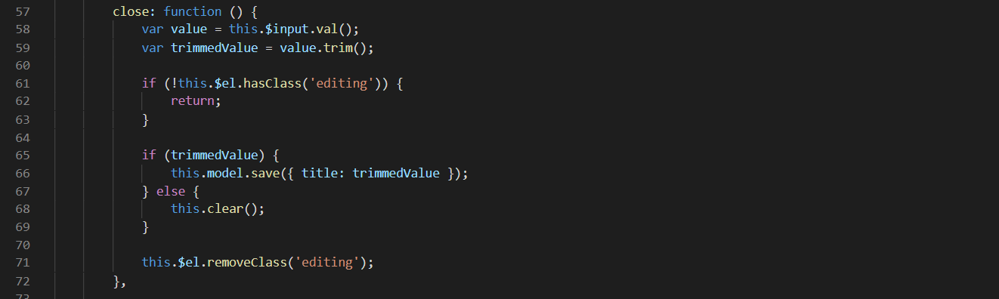 57 close: function () {
58 var value = this.$input.val();
59 var trimmedValue = value.trim();
60
61 if (!this.$el.hasClass('editing')) {
62 return;
63 }
64
65 if (trimmedValue) {
66 this.model.save({ title: trimmedValue });
67 } else {
68 this.clear();
69 }
70
71 this.$el.removeClass('editing');
72 },
73